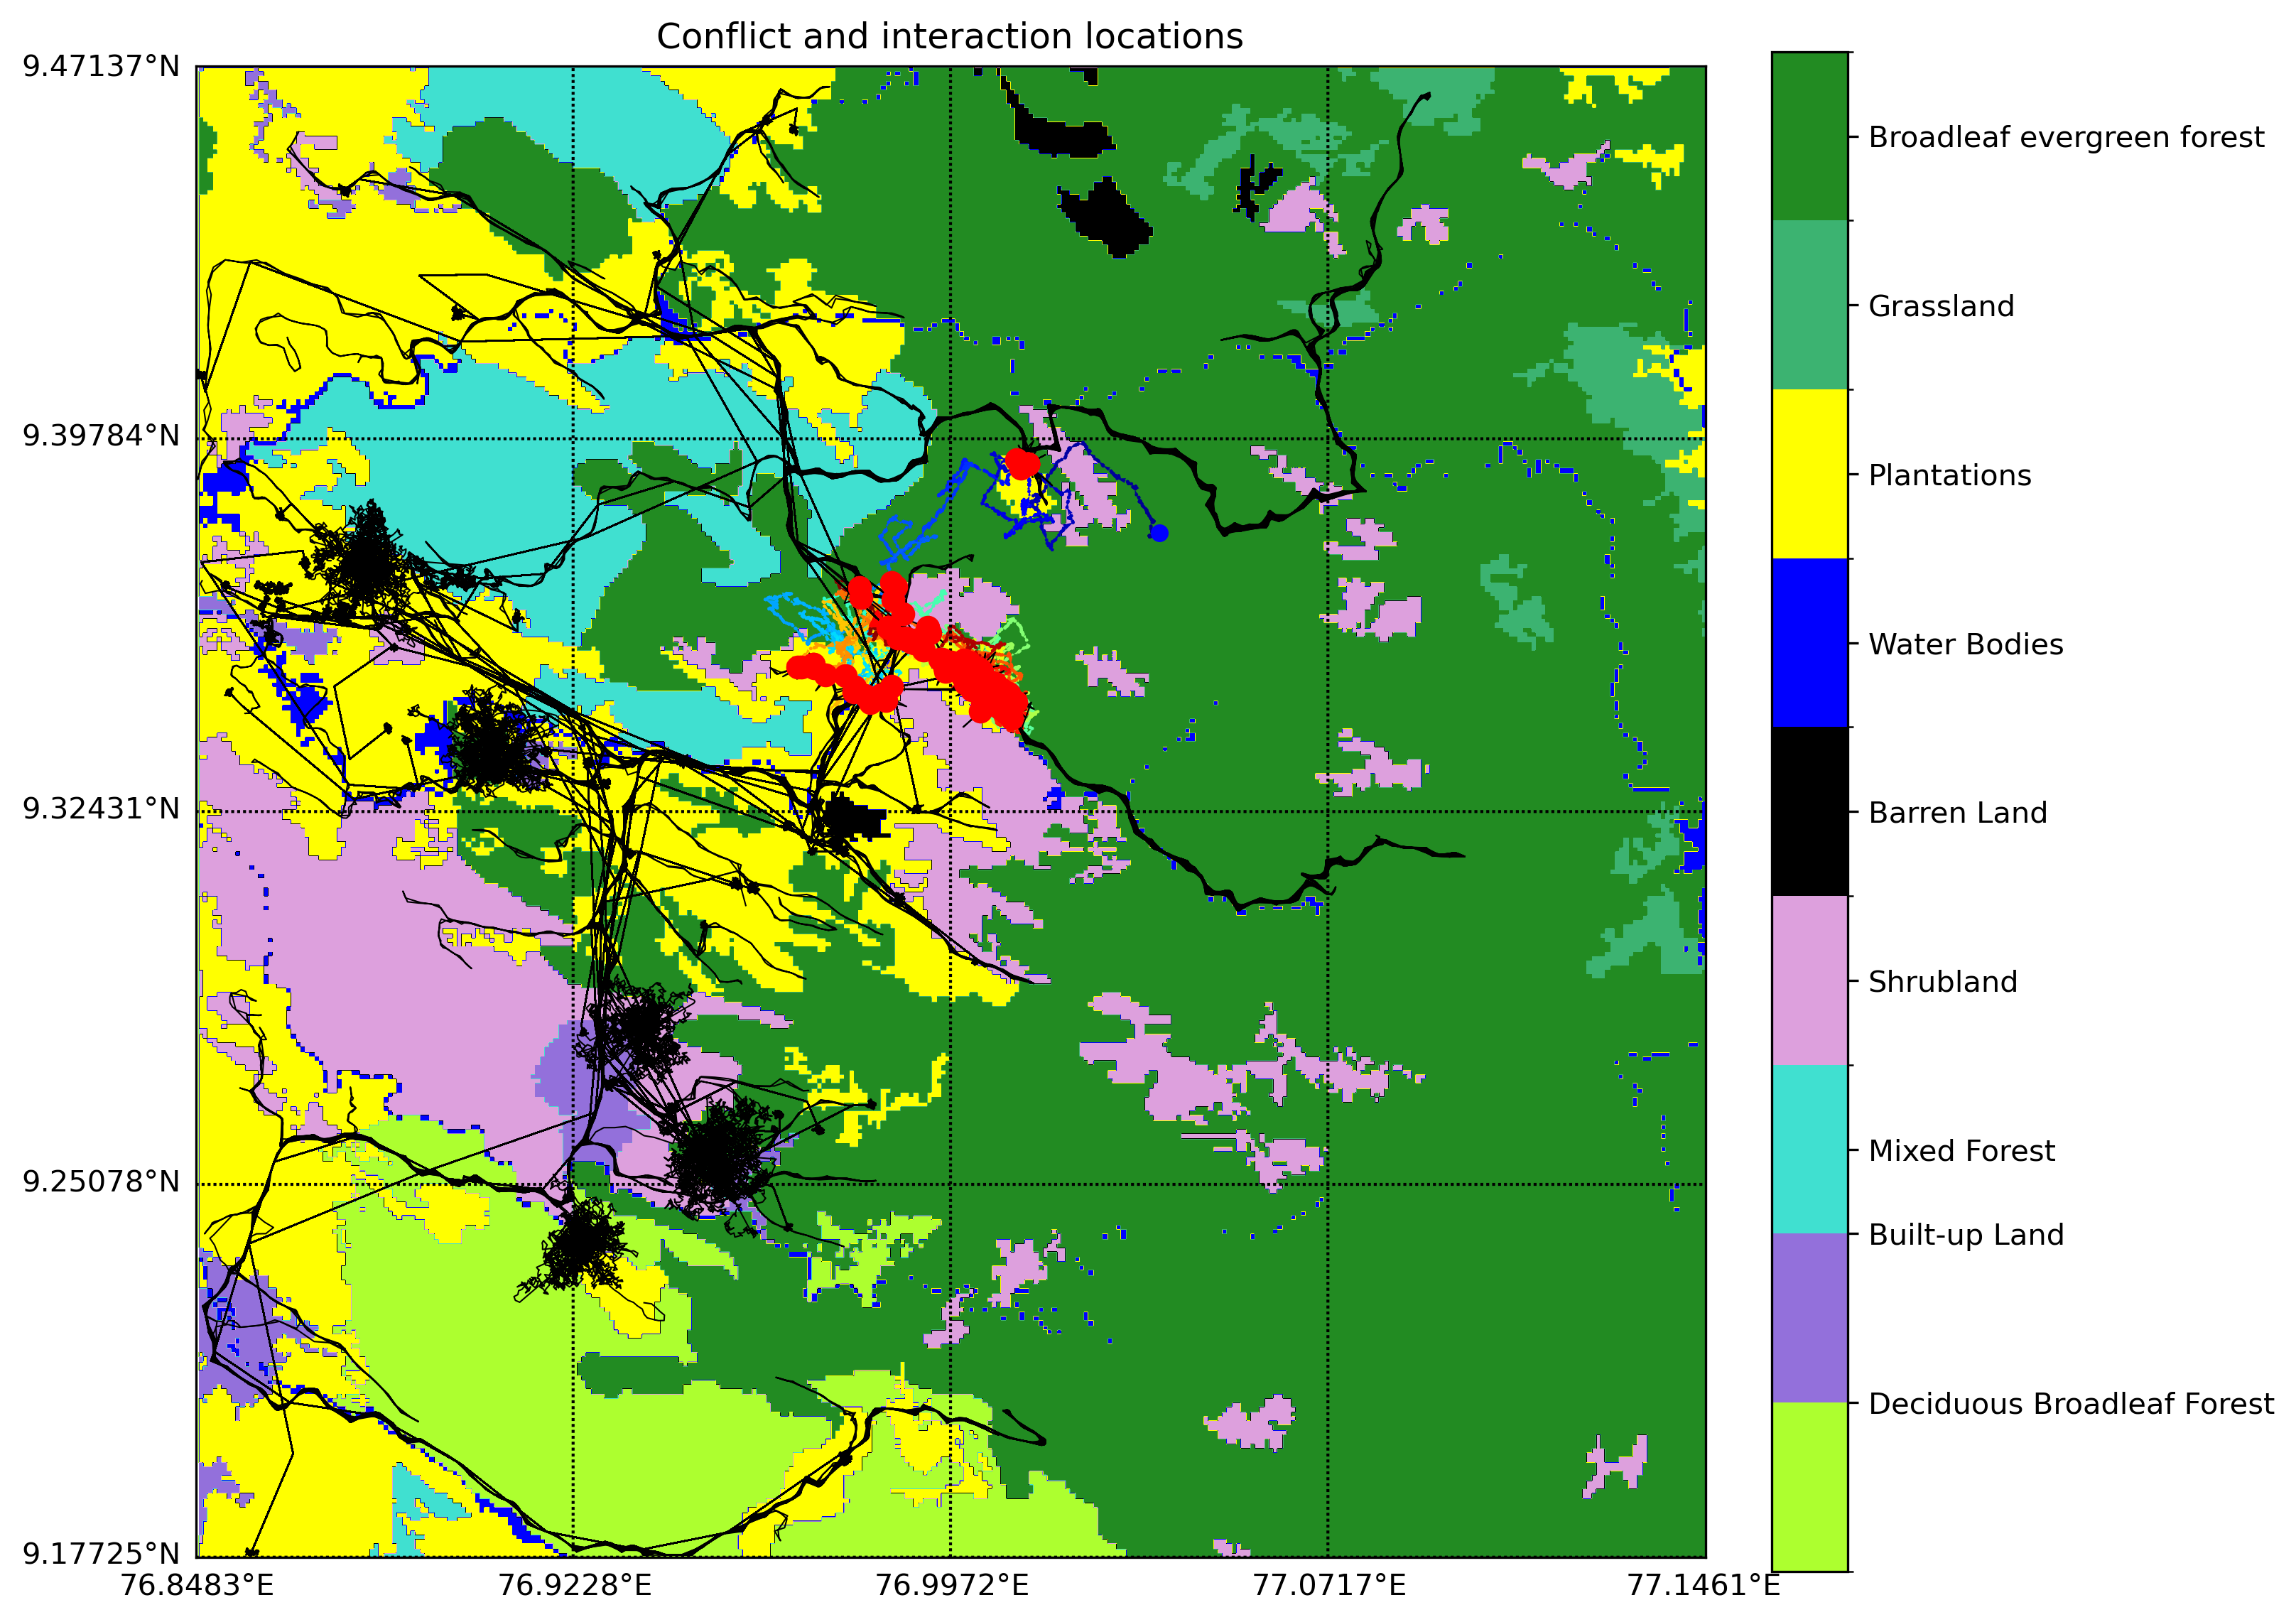 Conflict and interaction locations
9.47137°N
9.39784°N
9.32431°N
9.25078°N
9.17725°N
76.8483°E
76.9228°E
76.9972°E
77.0717°E
77.1461°E
Broadleaf evergreen forest
Grassland
Plantations
Water Bodies
Barren Land
Shrubland
Mixed Forest
Built-up Land
Deciduous Broadleaf Forest